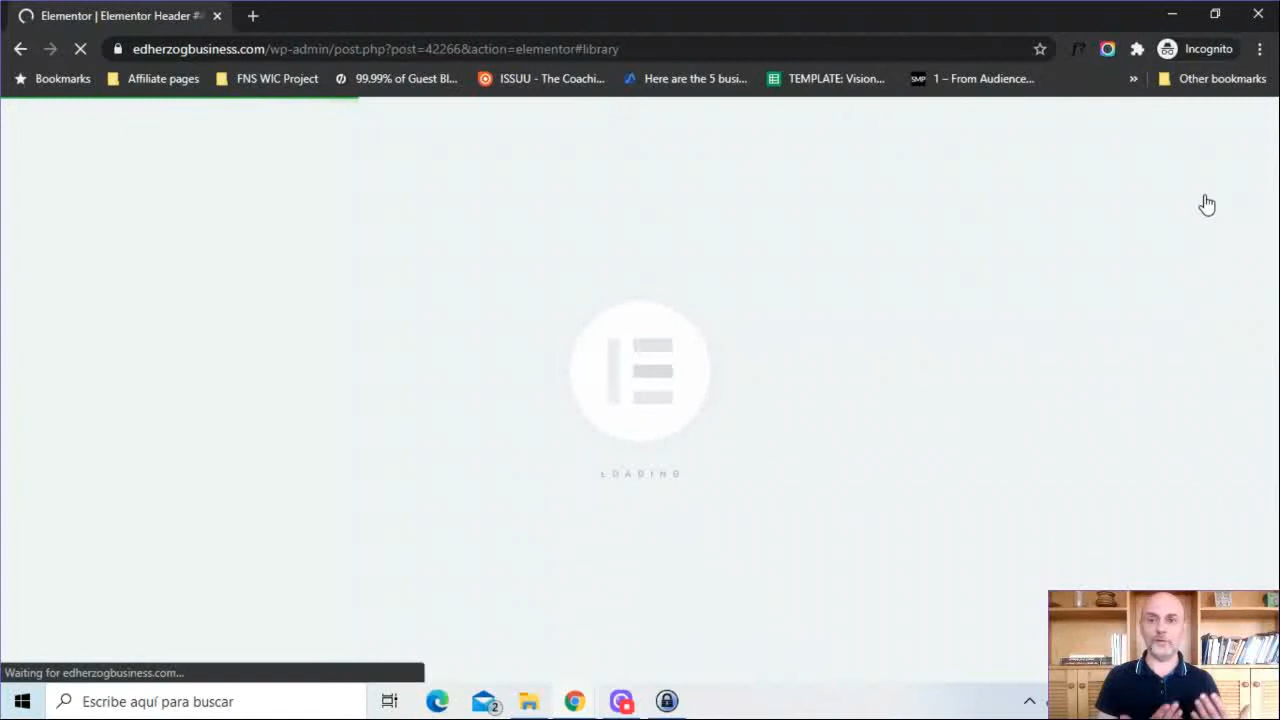 Elementor | Elementor Header #
edherzogbusiness.com/wp-admin/post.php?post=42266&action=elementor#library
Incognito
Bookmarks
Affiliate pages
FNS WIC Project
99.99% of Guest Bl...
ISSUU - The Coachi...
Here are the 5 busi...
TEMPLATE: Vision...
SMP
1 – From Audience...
»
Other bookmarks
LOADING
Waiting for edherzogbusiness.com...
Escribe aquí para buscar
2